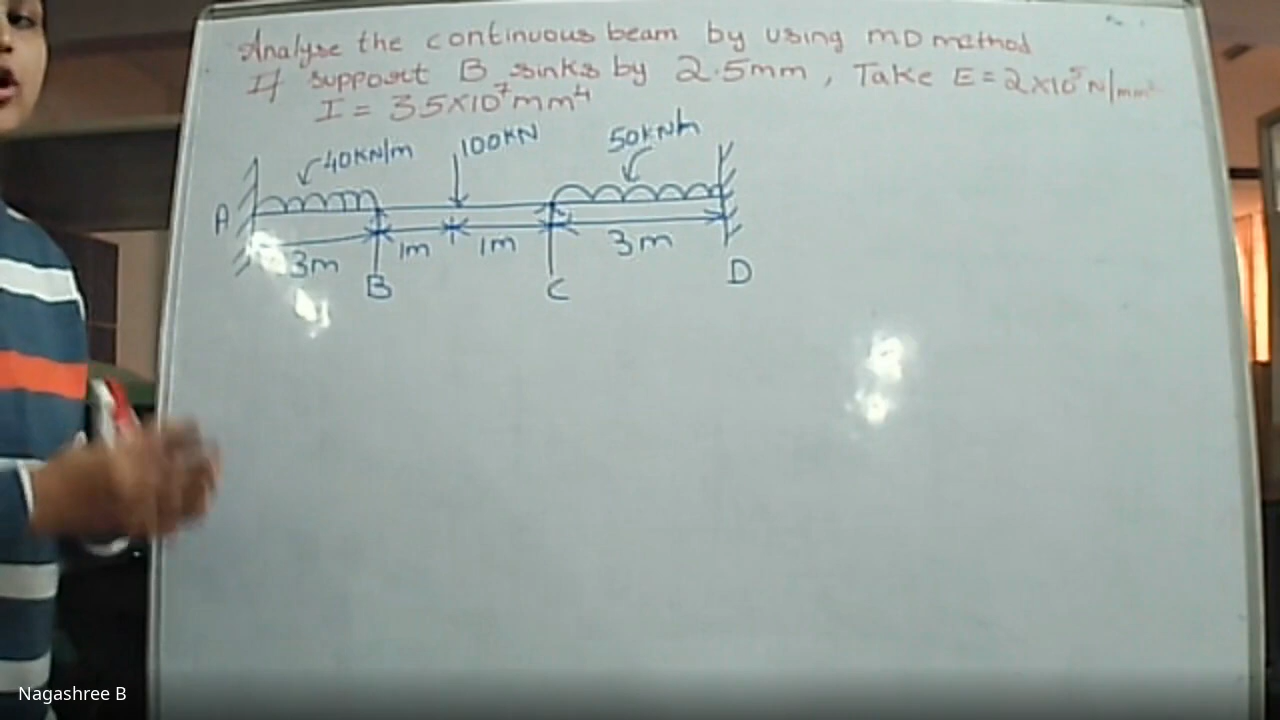 Analyse the continuous beam by using MD method
If support B sinks by 2.5mm, Take E=2x10⁵N/mm²
I = 35x10⁷mm⁴
40KN/m 100KN 50KN/m
A
3m 1m 1m 3m
B C D
Nagashree B